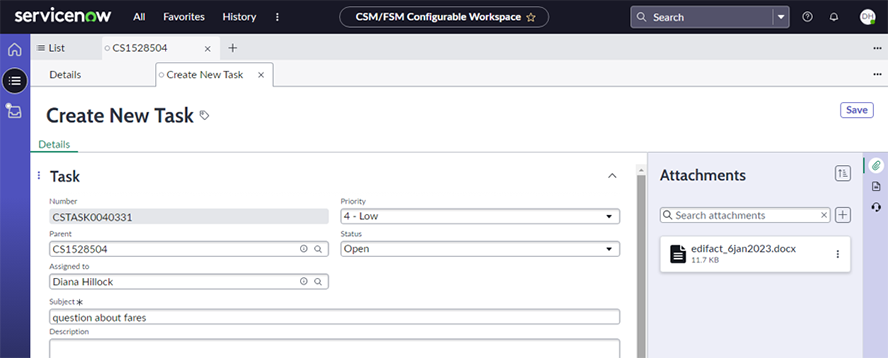 servicenow
All
Favorites
History
CSM/FSM Configurable Workspace
Search
DH
List
CS1528504
Details
Create New Task
Create New Task
Save
Details
Task
Number
CSTASK0040331
Priority
4 - Low
Parent
CS1528504
Status
Open
Assigned to
Diana Hillock
Subject *
question about fares
Description
Attachments
Search attachments
edifact_6jan2023.docx
11.7 KB